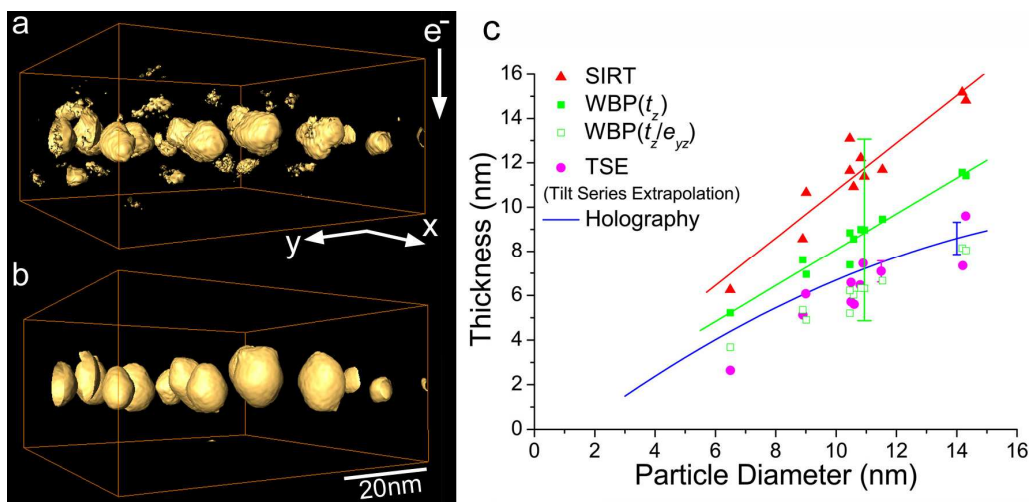 a
e⁻
y
x
b
20nm
c
SIRT
WBP(t_z)
WBP(t_z/e_yz)
TSE
(Tilt Series Extrapolation)
Holography
16
14
12
10
8
6
4
2
0
Thickness (nm)
0 2 4 6 8 10 12 14 16
Particle Diameter (nm)